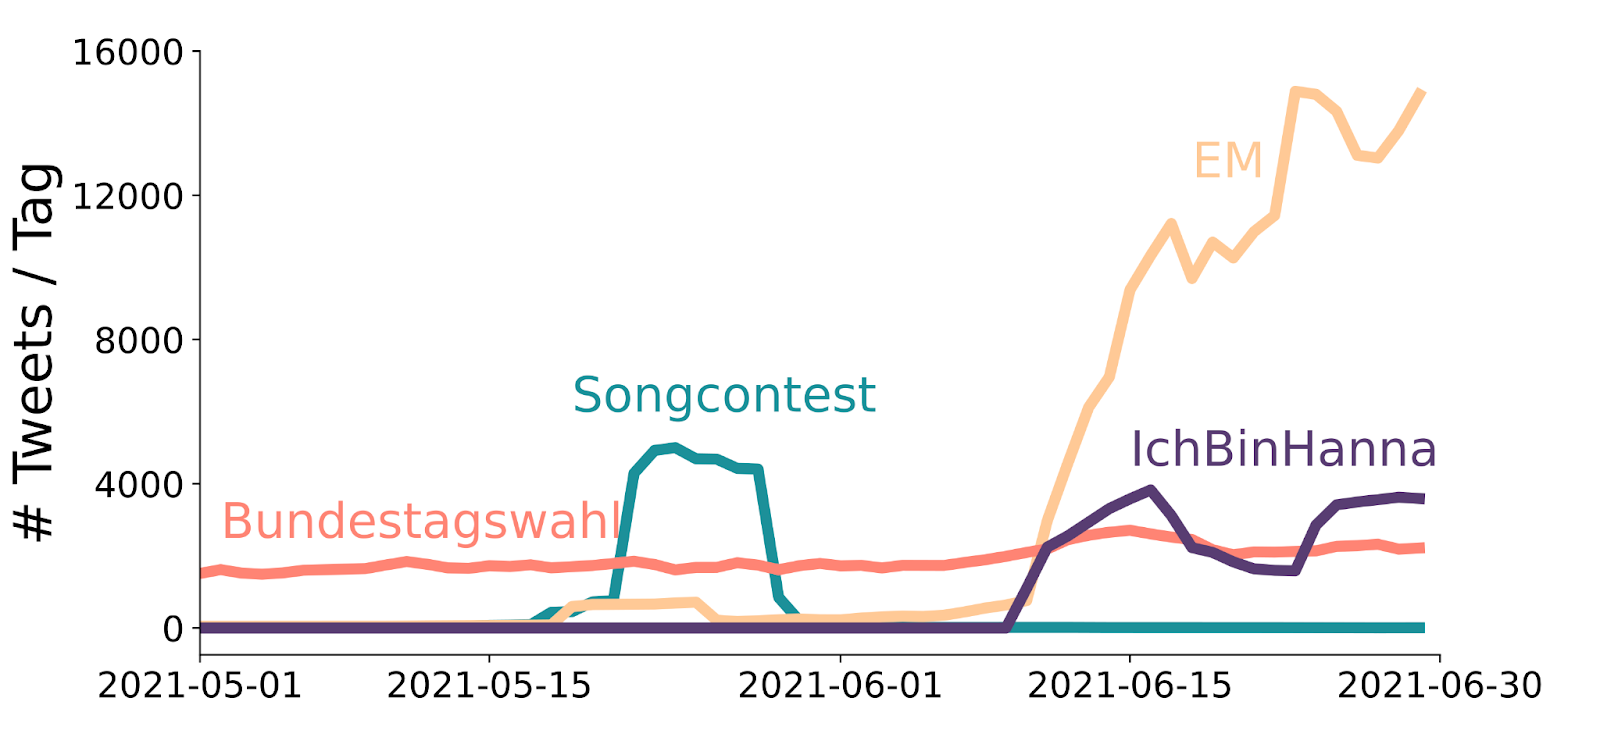 # Tweets / Tag
16000
12000
8000
4000
0
EM
Songcontest
IchBinHanna
Bundestagswahl
2021-05-01
2021-05-15
2021-06-01
2021-06-15
2021-06-30